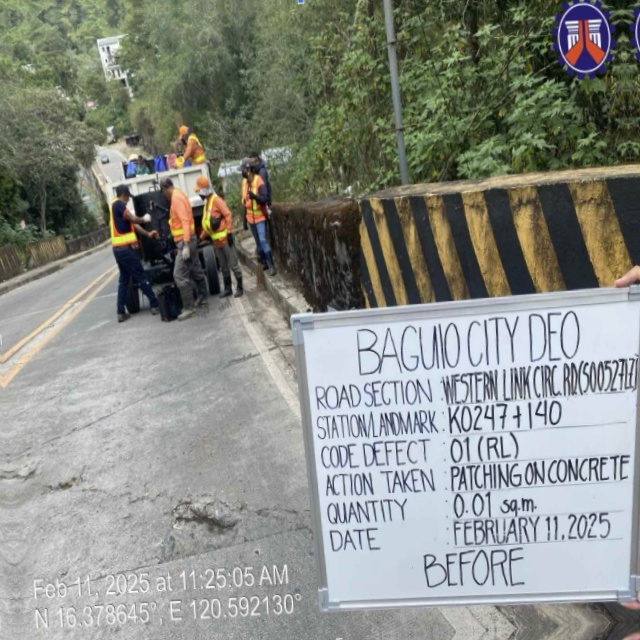 BAGUIO CITY DEO
ROAD SECTION : WESTERN LINK CIRC RD(S00527LZ)
STATION/LANDMARK : K0247+140
CODE DEFECT : 01 (RL)
ACTION TAKEN : PATCHING ON CONCRETE
QUANTITY : 0.01 sq.m.
DATE : FEBRUARY 11, 2025
BEFORE
Feb 11, 2025 at 11:25:05 AM
N 16.378645°, E 120.592130°